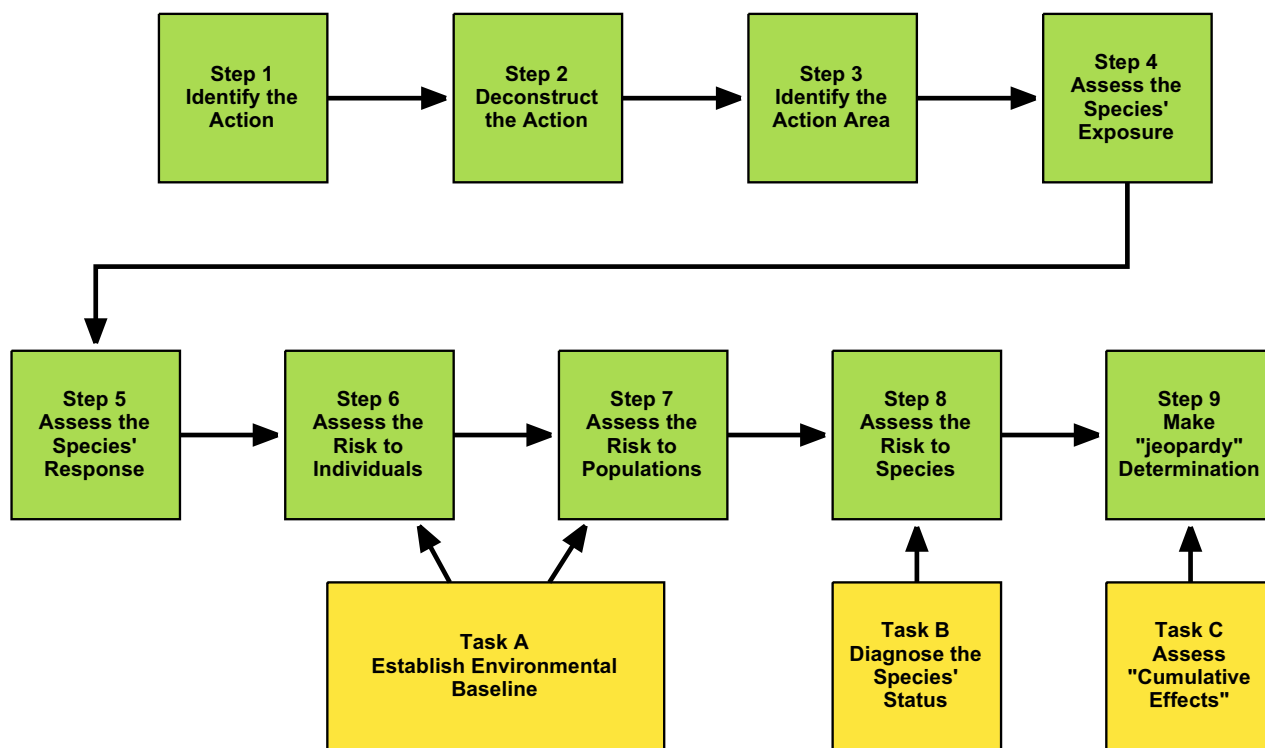 Step 1
Identify the
Action
Step 2
Deconstruct
the Action
Step 3
Identify the
Action Area
Step 4
Assess the
Species'
Exposure
Step 5
Assess the
Species'
Response
Step 6
Assess the
Risk to
Individuals
Step 7
Assess the
Risk to
Populations
Step 8
Assess the
Risk to
Species
Step 9
Make
"jeopardy"
Determination
Task A
Establish Environmental
Baseline
Task B
Diagnose the
Species'
Status
Task C
Assess
"Cumulative
Effects"